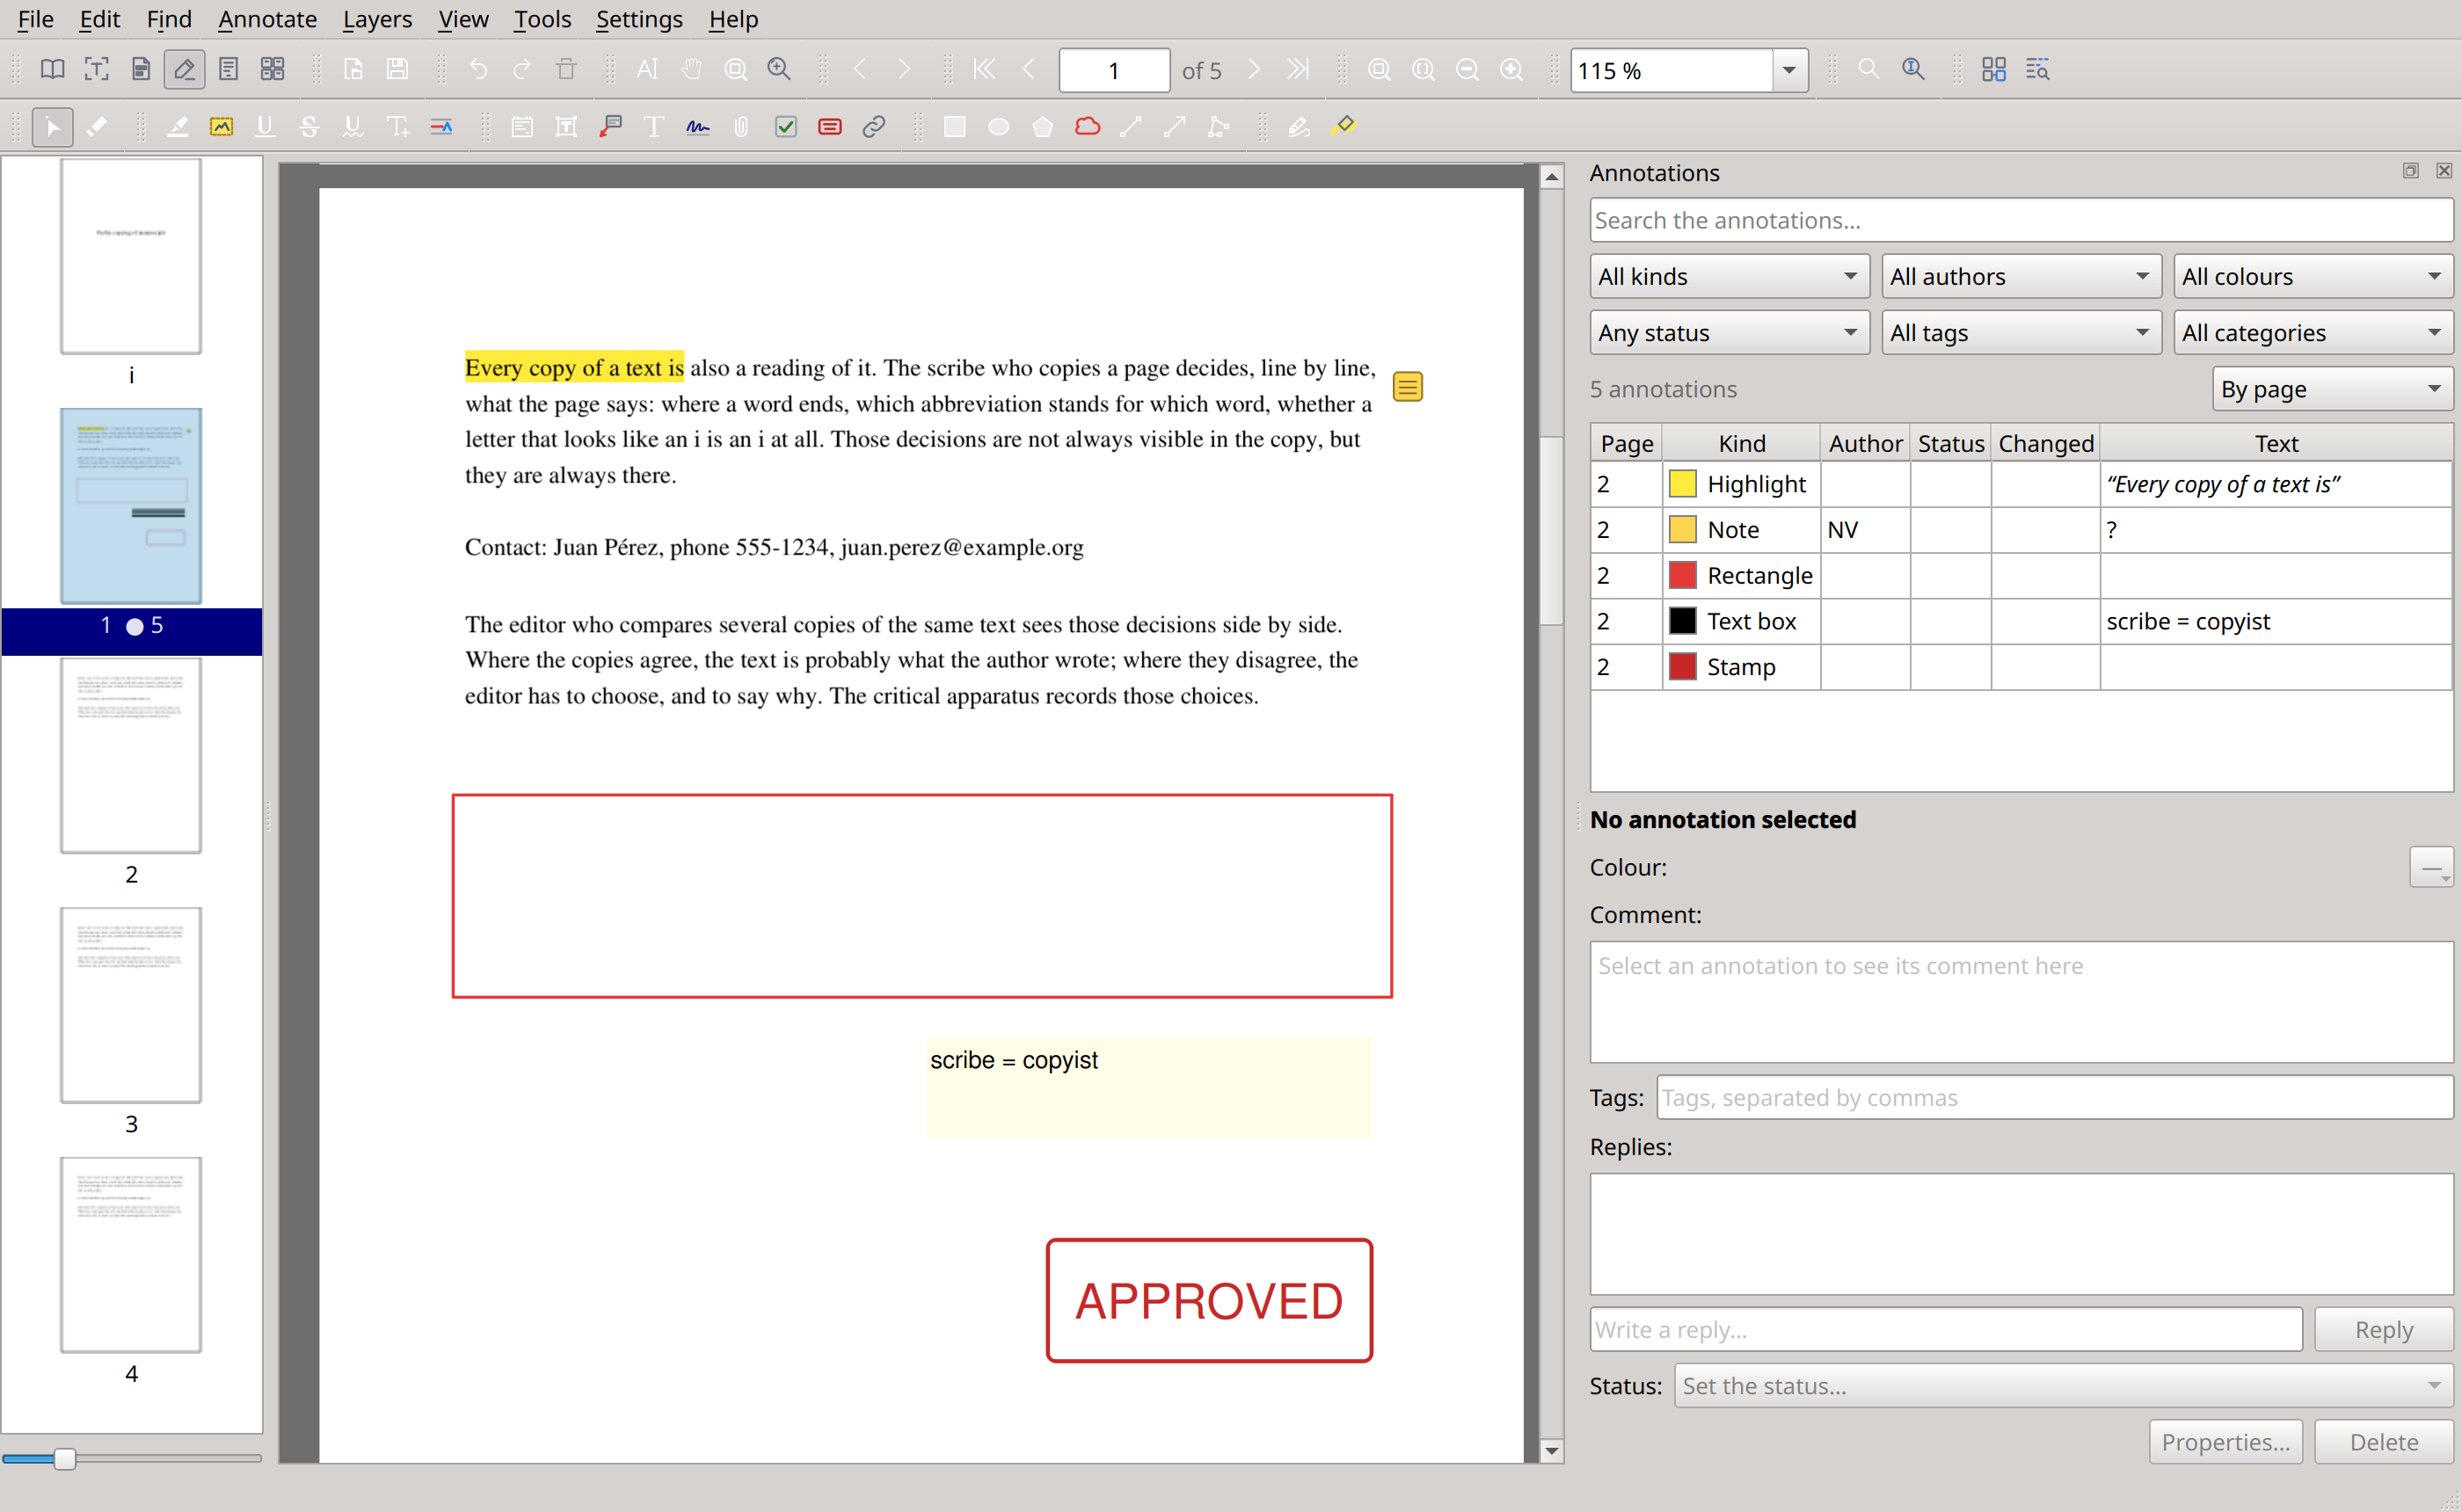 File Edit Find Annotate Layers View Tools Settings Help
1 of 5 115 %
i
1 5
2
3
4
Every copy of a text is also a reading of it. The scribe who copies a page decides, line by line,
what the page says: where a word ends, which abbreviation stands for which word, whether a
letter that looks like an i is an i at all. Those decisions are not always visible in the copy, but
they are always there.
Contact: Juan Pérez, phone 555-1234, juan.perez@example.org
The editor who compares several copies of the same text sees those decisions side by side.
Where the copies agree, the text is probably what the author wrote; where they disagree, the
editor has to choose, and to say why. The critical apparatus records those choices.
scribe = copyist
APPROVED
Annotations
Search the annotations...
All kinds All authors All colours
Any status All tags All categories
5 annotations By page
Page Kind Author Status Changed Text
2 Highlight “Every copy of a text is”
2 Note NV ?
2 Rectangle
2 Text box scribe = copyist
2 Stamp
No annotation selected
Colour:
Comment:
Select an annotation to see its comment here
Tags: Tags, separated by commas
Replies:
Write a reply... Reply
Status: Set the status...
Properties... Delete